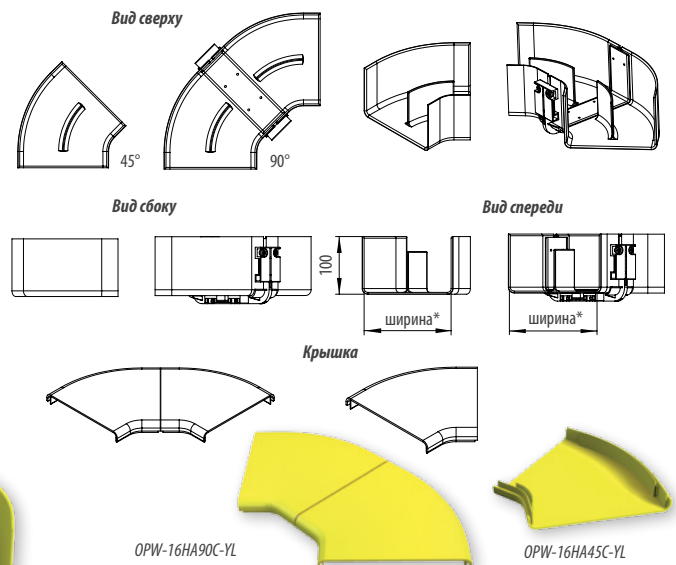 Вид сверху
45°
90°
Вид сбоку
Вид спереди
100
ширина*
ширина*
Крышка
OPW-16HA90C-YL
OPW-16HA45C-YL